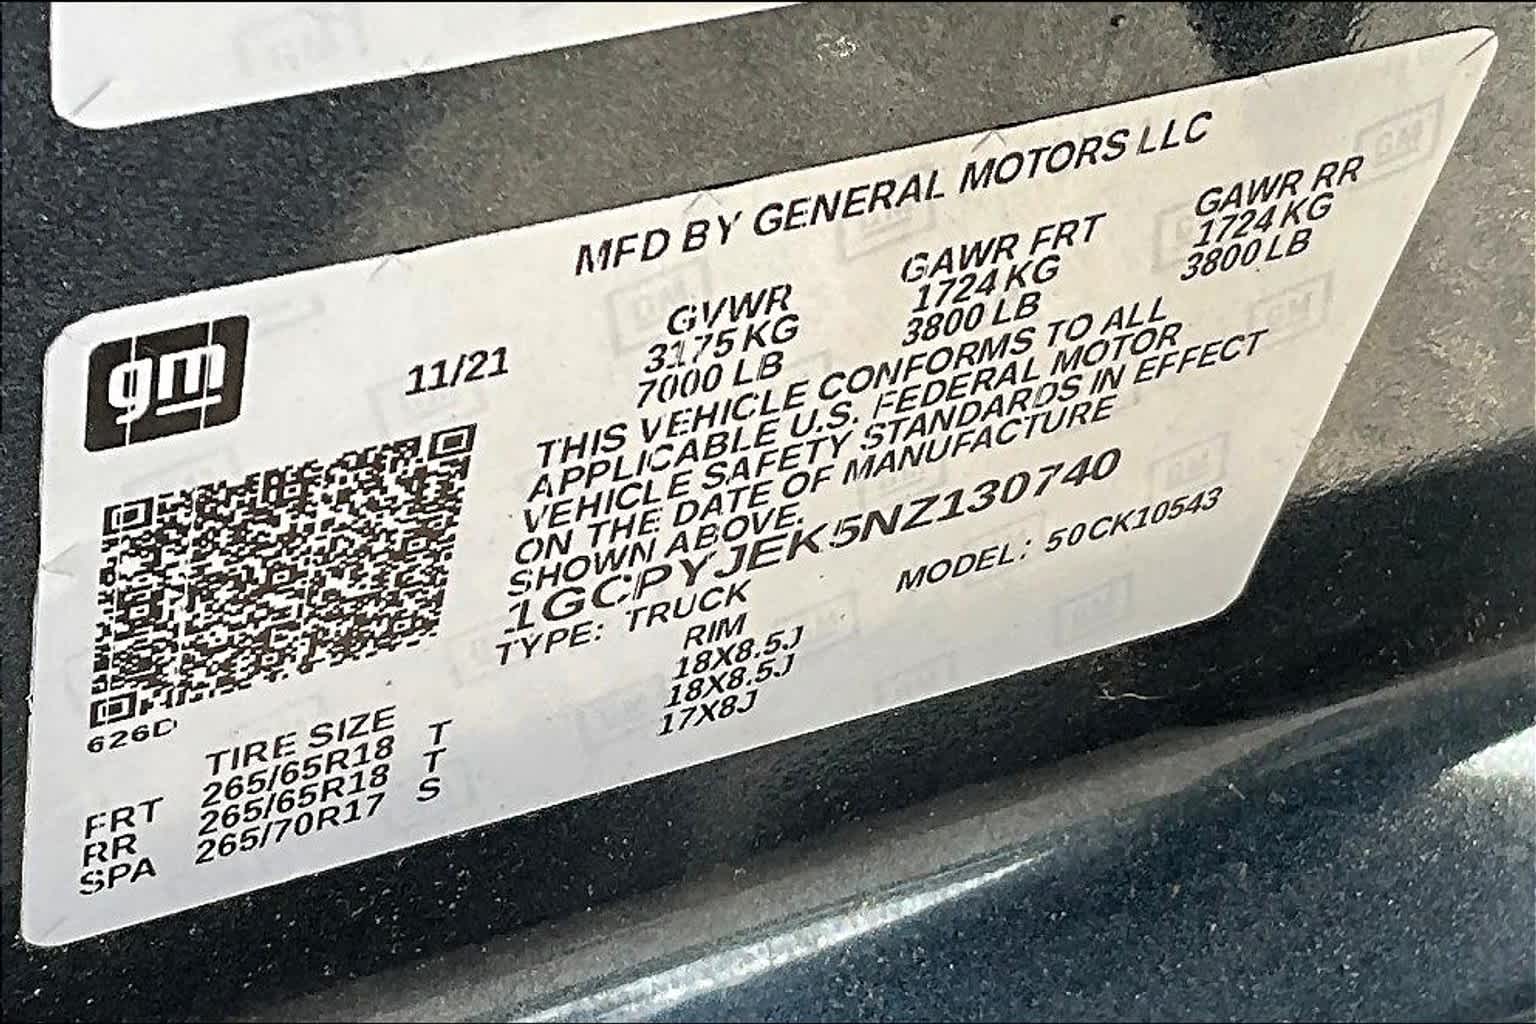 MFD BY GENERAL MOTORS LLC
gm
11/21
GVWR GAWR FRT GAWR RR
3175 KG 1724 KG 1724 KG
7000 LB 3800 LB 3800 LB
THIS VEHICLE CONFORMS TO ALL
APPLICABLE U.S. FEDERAL MOTOR
VEHICLE SAFETY STANDARDS IN EFFECT
ON THE DATE OF MANUFACTURE
SHOWN ABOVE.
1GCPYJEK5NZ130740
TYPE: TRUCK MODEL: 50CK10543
626D
TIRE SIZE RIM
FRT 265/65R18 T 18X8.5J
RR 265/65R18 T 18X8.5J
SPA 265/70R17 S 17X8J